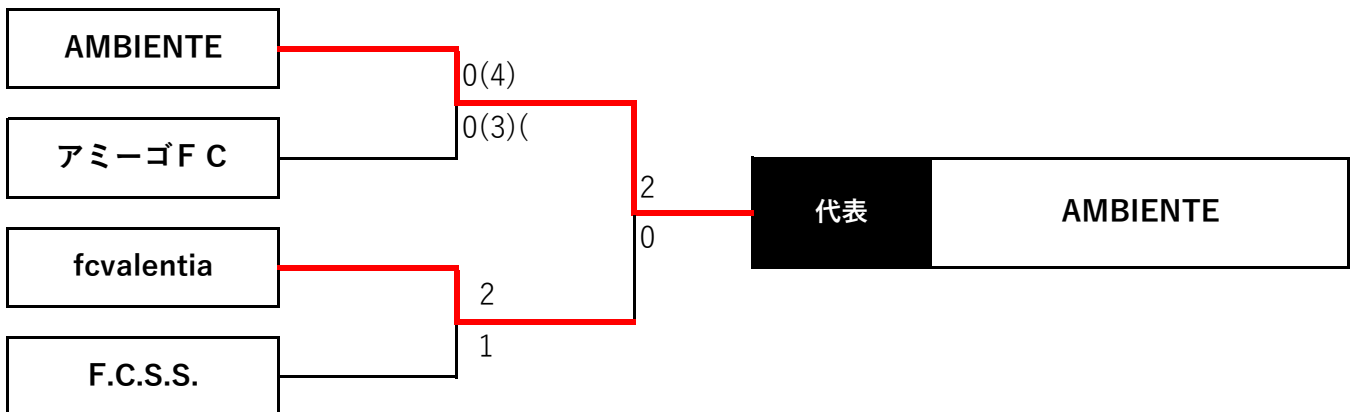 AMBIENTE
0(4)
アミーゴＦＣ
0(3)(
2
代表
AMBIENTE
0
fcvalentia
2
1
F.C.S.S.